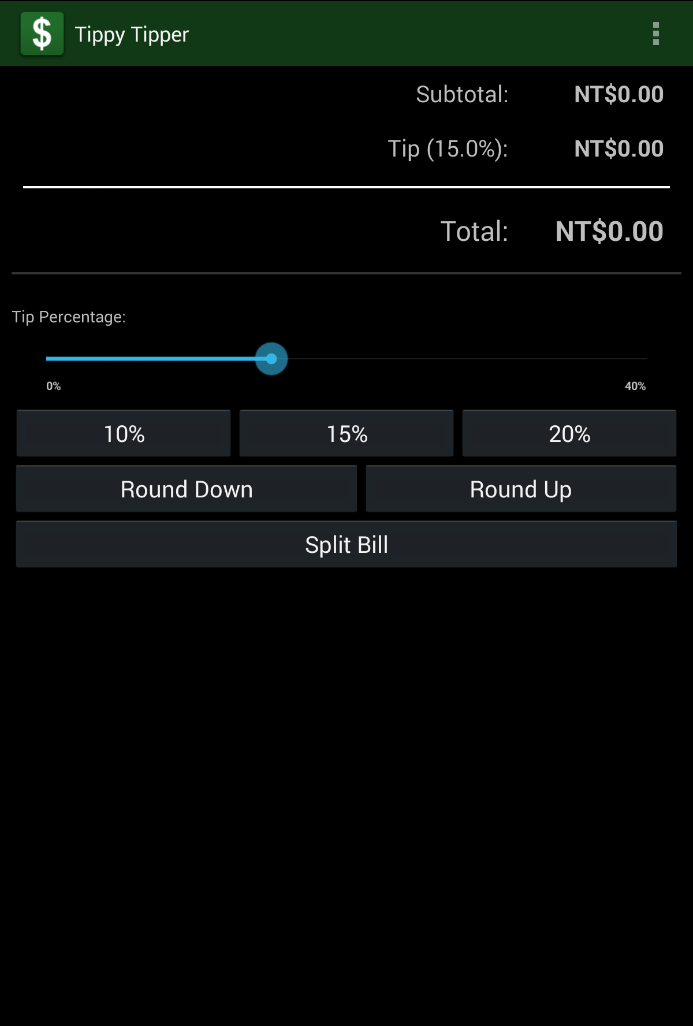 $ Tippy Tipper
Subtotal: NT$0.00
Tip (15.0%): NT$0.00
Total: NT$0.00
Tip Percentage:
0% 40%
10% 15% 20%
Round Down Round Up
Split Bill